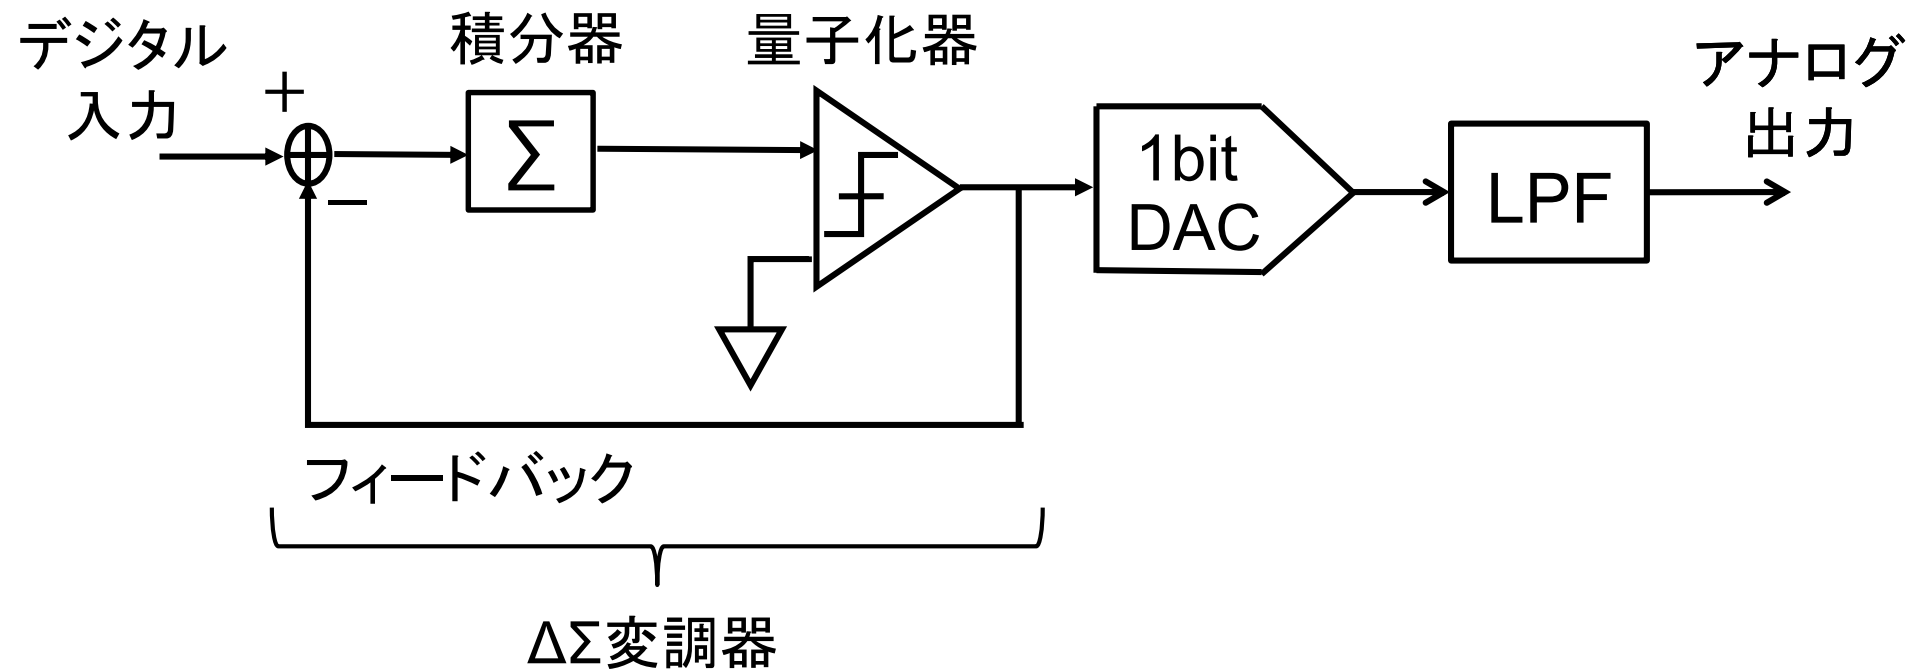 デジタル
入力
+
−
積分器
Σ
量子化器
1bit
DAC
LPF
アナログ
出力
フィードバック
ΔΣ変調器